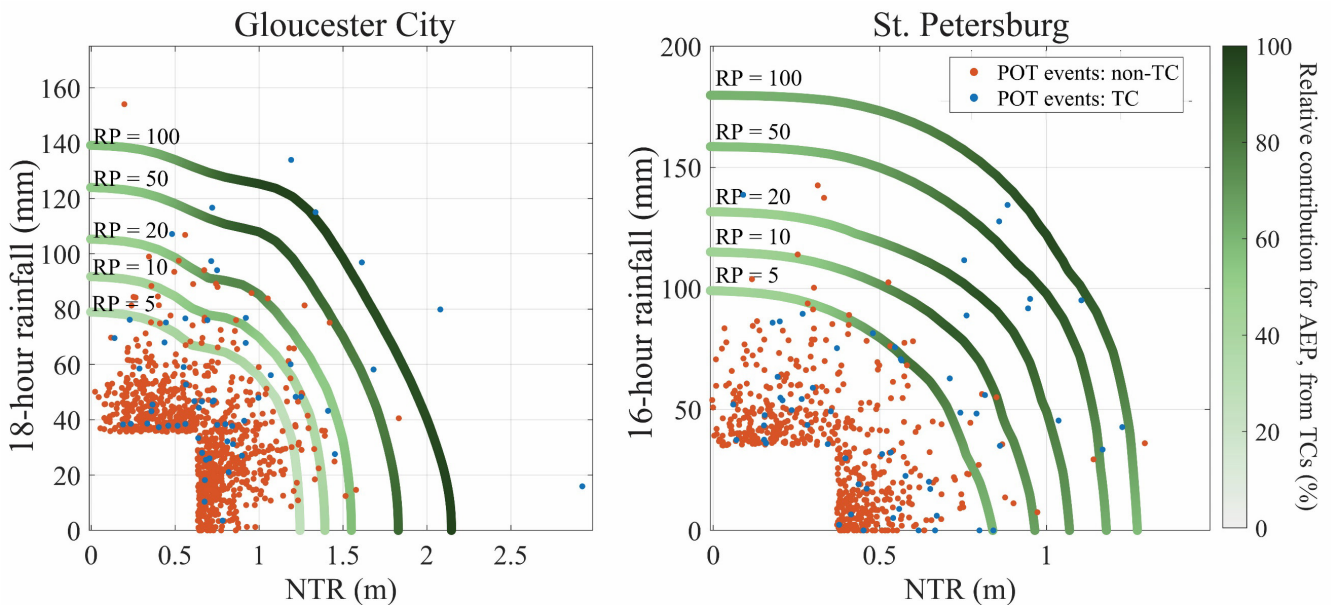 Gloucester City
18-hour rainfall (mm)
160
140
120
100
80
60
40
20
0
RP = 100
RP = 50
RP = 20
RP = 10
RP = 5
0
0.5
1
1.5
2
2.5
NTR (m)
St. Petersburg
16-hour rainfall (mm)
200
150
100
50
0
RP = 100
RP = 50
RP = 20
RP = 10
RP = 5
POT events: non-TC
POT events: TC
0
0.5
1
NTR (m)
100
80
60
40
20
0
Relative contribution for AEP, from TCs (%)